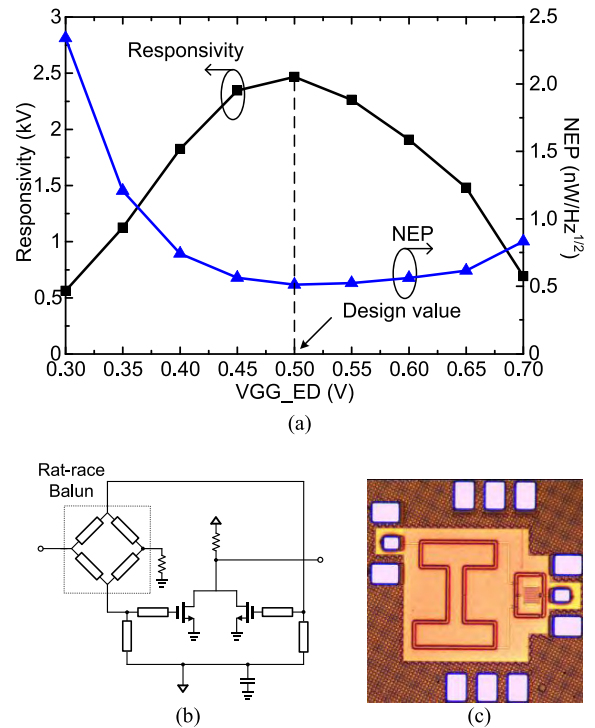 (a)
3
2.5
2
1.5
1
0.5
0
Responsivity (kV)
2.5
2.0
1.5
1.0
0.5
0
NEP (nW/Hz1/2)
Responsivity
NEP
Design value
0.30 0.35 0.40 0.45 0.50 0.55 0.60 0.65 0.70
VGG_ED (V)
(a)
Rat-race
Balun
(b)
(c)